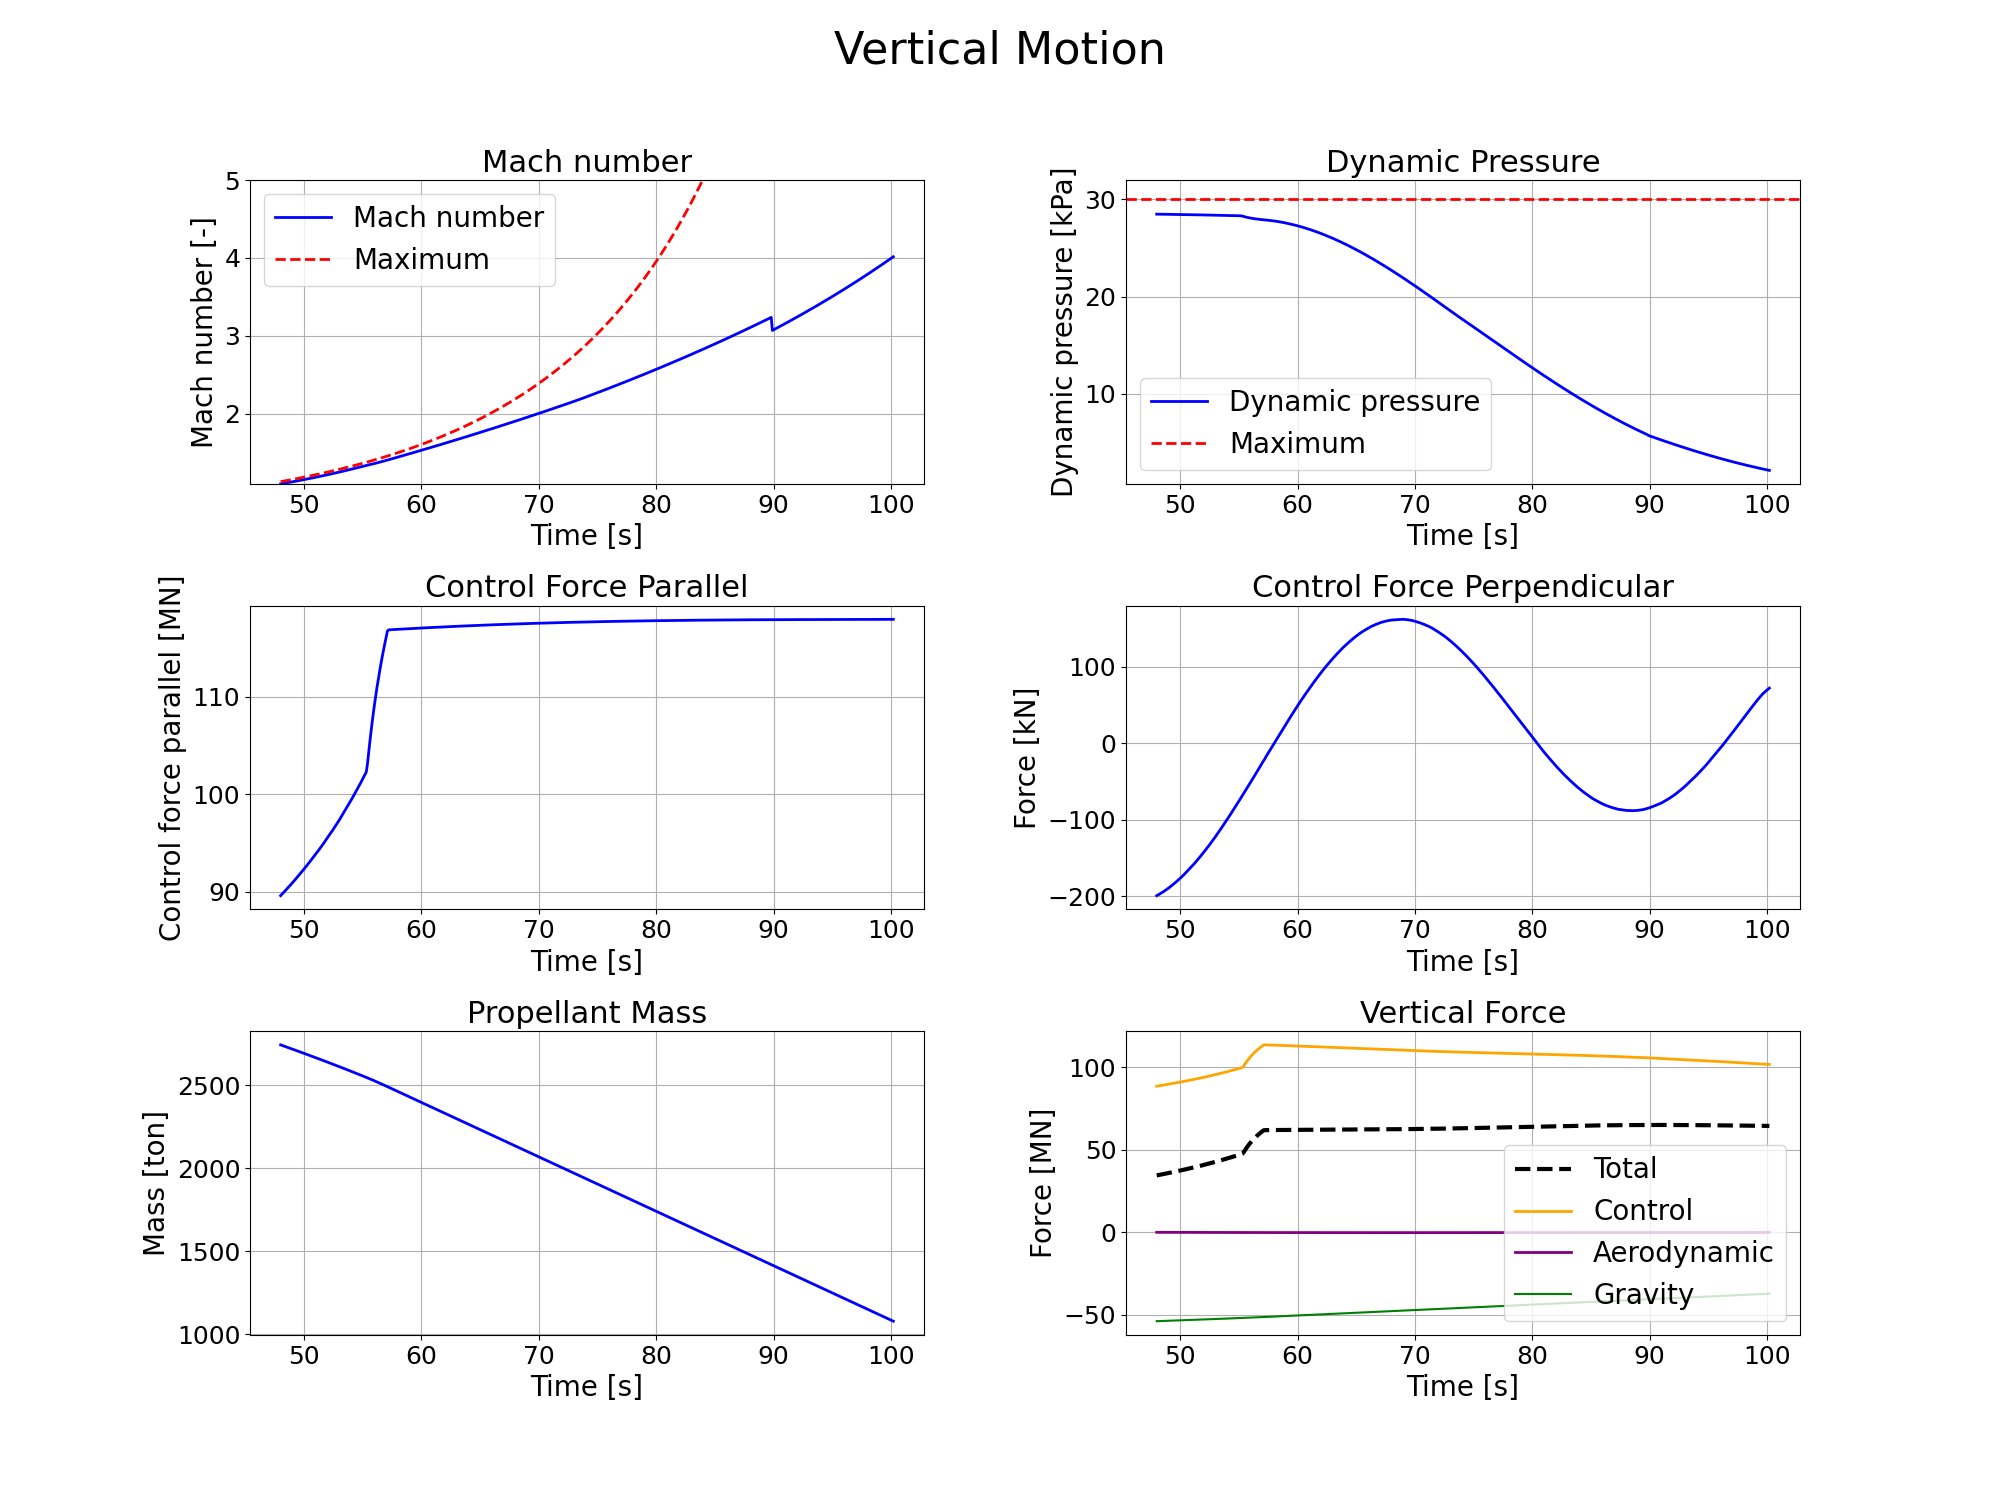 Vertical Motion
Mach number
Mach number [-]
5
4
3
2
Mach number
Maximum
50 60 70 80 90 100
Time [s]
Dynamic Pressure
Dynamic pressure [kPa]
30
20
10
Dynamic pressure
Maximum
50 60 70 80 90 100
Time [s]
Control Force Parallel
Control force parallel [MN]
110
100
90
50 60 70 80 90 100
Time [s]
Control Force Perpendicular
Force [kN]
100
0
−100
−200
50 60 70 80 90 100
Time [s]
Propellant Mass
Mass [ton]
2500
2000
1500
1000
50 60 70 80 90 100
Time [s]
Vertical Force
Force [MN]
100
50
0
−50
Total
Control
Aerodynamic
Gravity
50 60 70 80 90 100
Time [s]